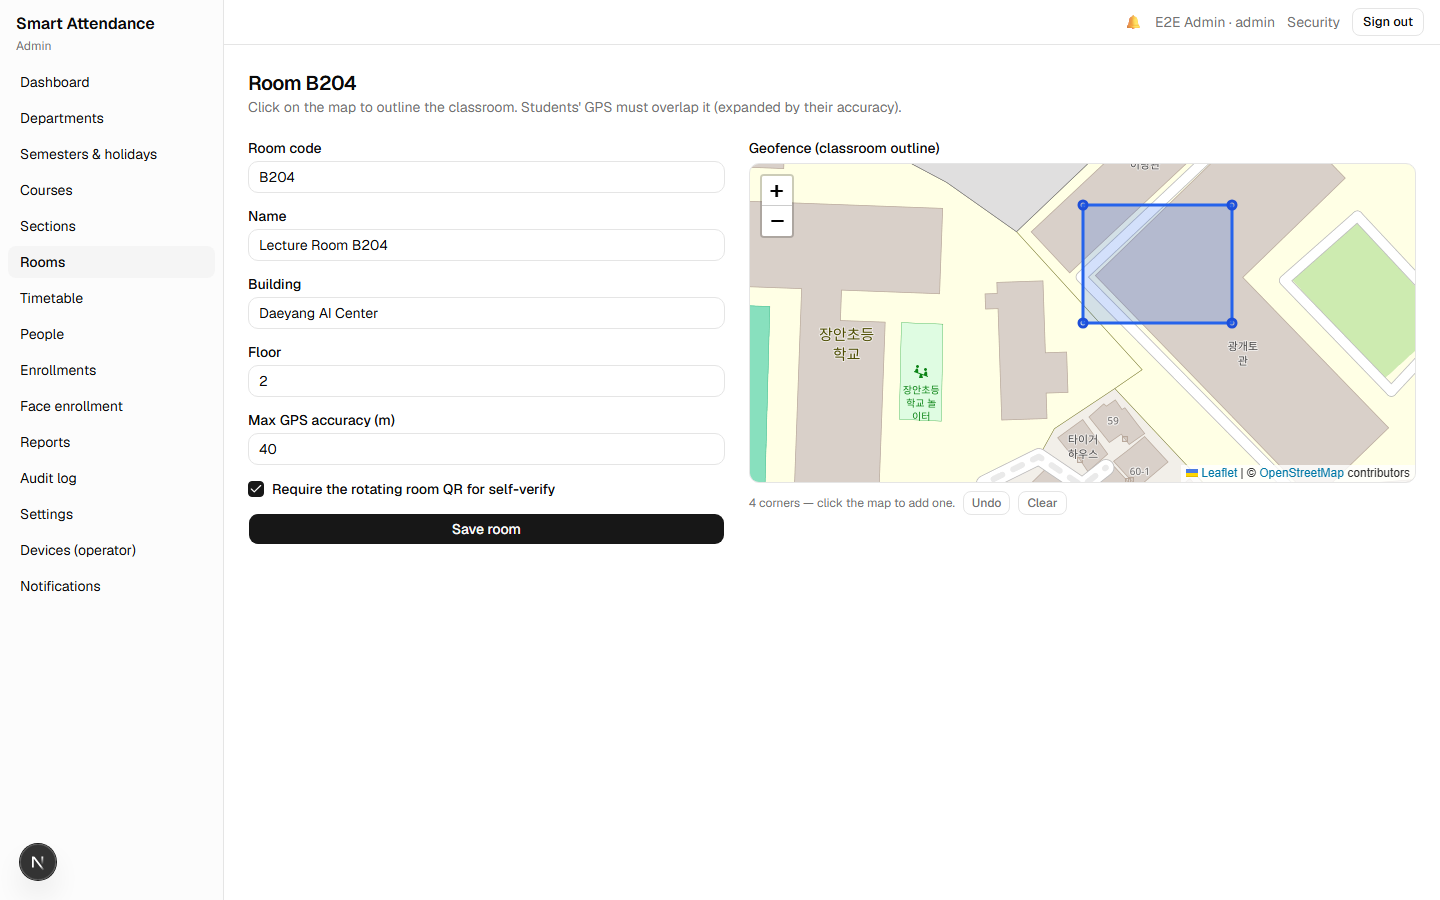 Smart Attendance
Admin
Dashboard
Departments
Semesters & holidays
Courses
Sections
Rooms
Timetable
People
Enrollments
Face enrollment
Reports
Audit log
Settings
Devices (operator)
Notifications
N
E2E Admin · admin
Security
Sign out
Room B204
Click on the map to outline the classroom. Students' GPS must overlap it (expanded by their accuracy).
Room code
B204
Name
Lecture Room B204
Building
Daeyang AI Center
Floor
2
Max GPS accuracy (m)
40
Require the rotating room QR for self-verify
Save room
Geofence (classroom outline)
+
−
장안초등
학교
장안초등
학교 놀
이터
광개토
관
59
타이거
하우스
60-1
Leaflet | © OpenStreetMap contributors
4 corners — click the map to add one.
Undo
Clear